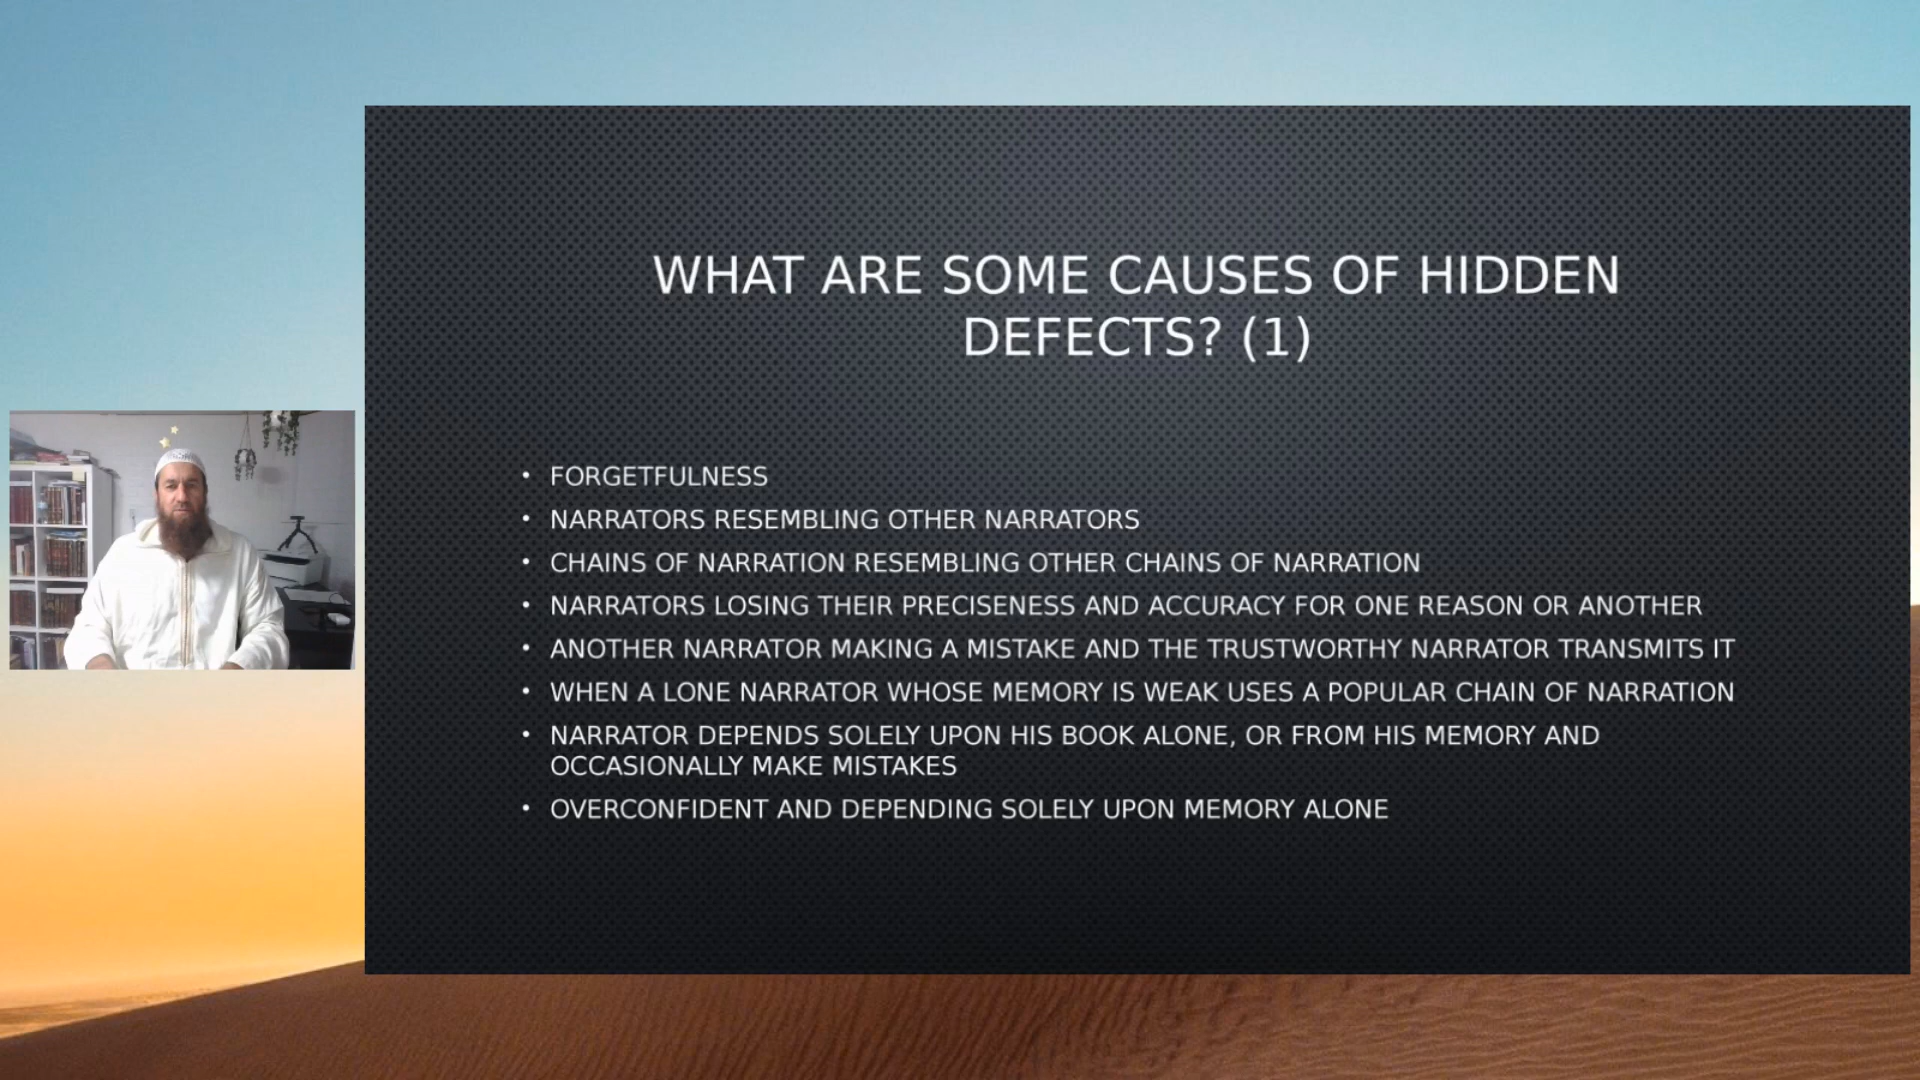 WHAT ARE SOME CAUSES OF HIDDEN
DEFECTS? (1)
• FORGETFULNESS
• NARRATORS RESEMBLING OTHER NARRATORS
• CHAINS OF NARRATION RESEMBLING OTHER CHAINS OF NARRATION
• NARRATORS LOSING THEIR PRECISENESS AND ACCURACY FOR ONE REASON OR ANOTHER
• ANOTHER NARRATOR MAKING A MISTAKE AND THE TRUSTWORTHY NARRATOR TRANSMITS IT
• WHEN A LONE NARRATOR WHOSE MEMORY IS WEAK USES A POPULAR CHAIN OF NARRATION
• NARRATOR DEPENDS SOLELY UPON HIS BOOK ALONE, OR FROM HIS MEMORY AND
OCCASIONALLY MAKE MISTAKES
• OVERCONFIDENT AND DEPENDING SOLELY UPON MEMORY ALONE